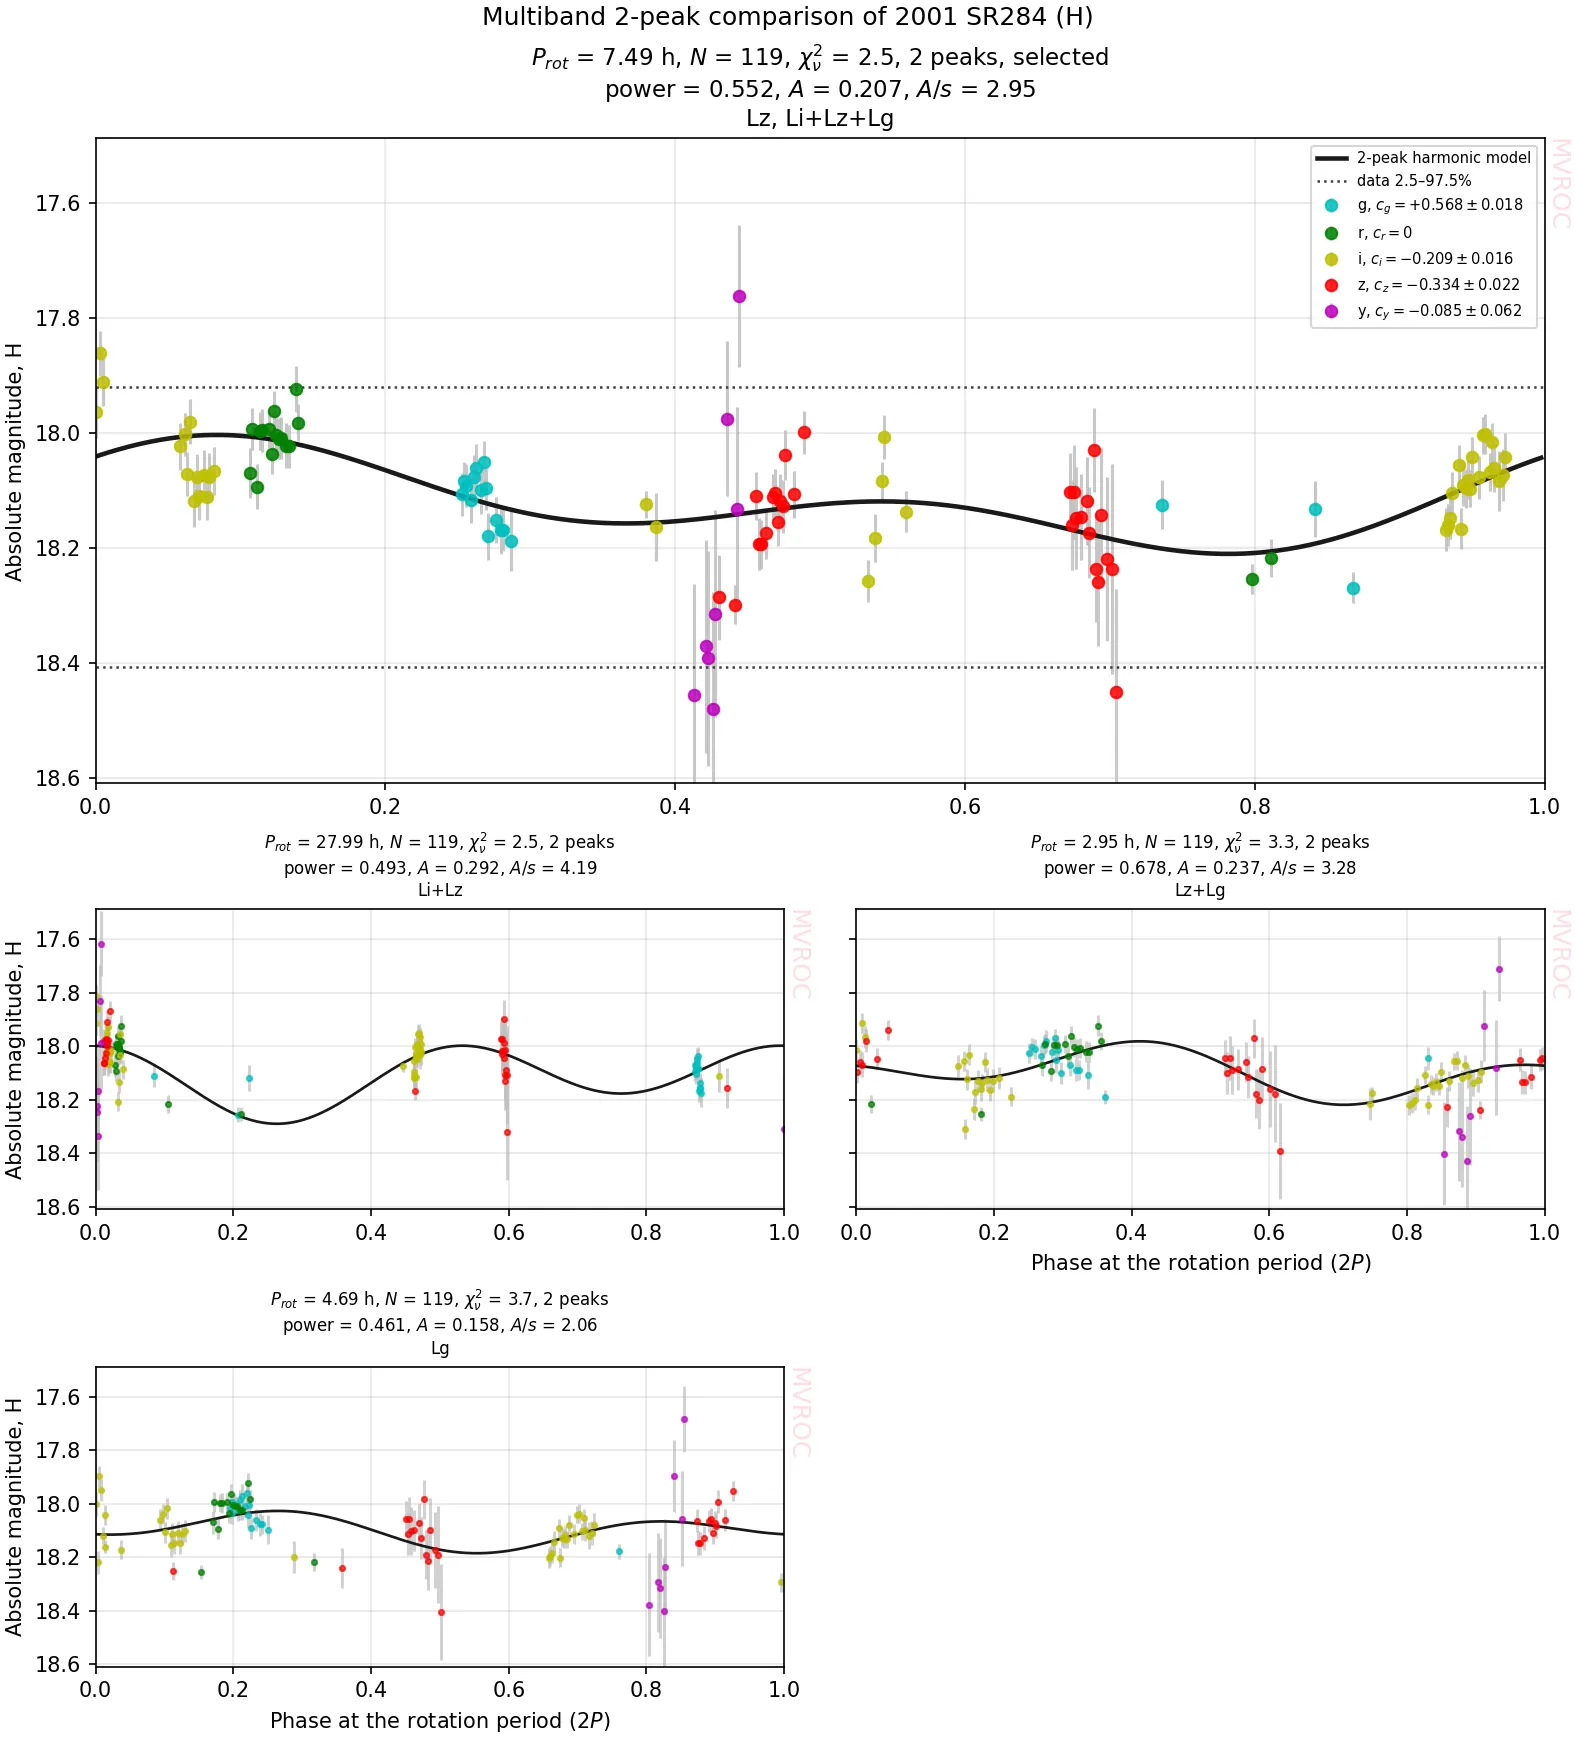 Multiband 2-peak comparison of 2001 SR284 (H)
P_rot = 7.49 h, N = 119, χ²_ν = 2.5, 2 peaks, selected
power = 0.552, A = 0.207, A/s = 2.95
Lz, Li+Lz+Lg
MVROC
2-peak harmonic model
data 2.5–97.5%
g, c_g = +0.568 ± 0.018
r, c_r = 0
i, c_i = −0.209 ± 0.016
z, c_z = −0.334 ± 0.022
y, c_y = −0.085 ± 0.062
Absolute magnitude, H
17.6
17.8
18.0
18.2
18.4
18.6
0.0 0.2 0.4 0.6 0.8 1.0
P_rot = 27.99 h, N = 119, χ²_ν = 2.5, 2 peaks
power = 0.493, A = 0.292, A/s = 4.19
Li+Lz
MVROC
Absolute magnitude, H
17.6
17.8
18.0
18.2
18.4
18.6
0.0 0.2 0.4 0.6 0.8 1.0
P_rot = 2.95 h, N = 119, χ²_ν = 3.3, 2 peaks
power = 0.678, A = 0.237, A/s = 3.28
Lz+Lg
MVROC
0.0 0.2 0.4 0.6 0.8 1.0
Phase at the rotation period (2P)
P_rot = 4.69 h, N = 119, χ²_ν = 3.7, 2 peaks
power = 0.461, A = 0.158, A/s = 2.06
Lg
MVROC
Absolute magnitude, H
17.6
17.8
18.0
18.2
18.4
18.6
0.0 0.2 0.4 0.6 0.8 1.0
Phase at the rotation period (2P)